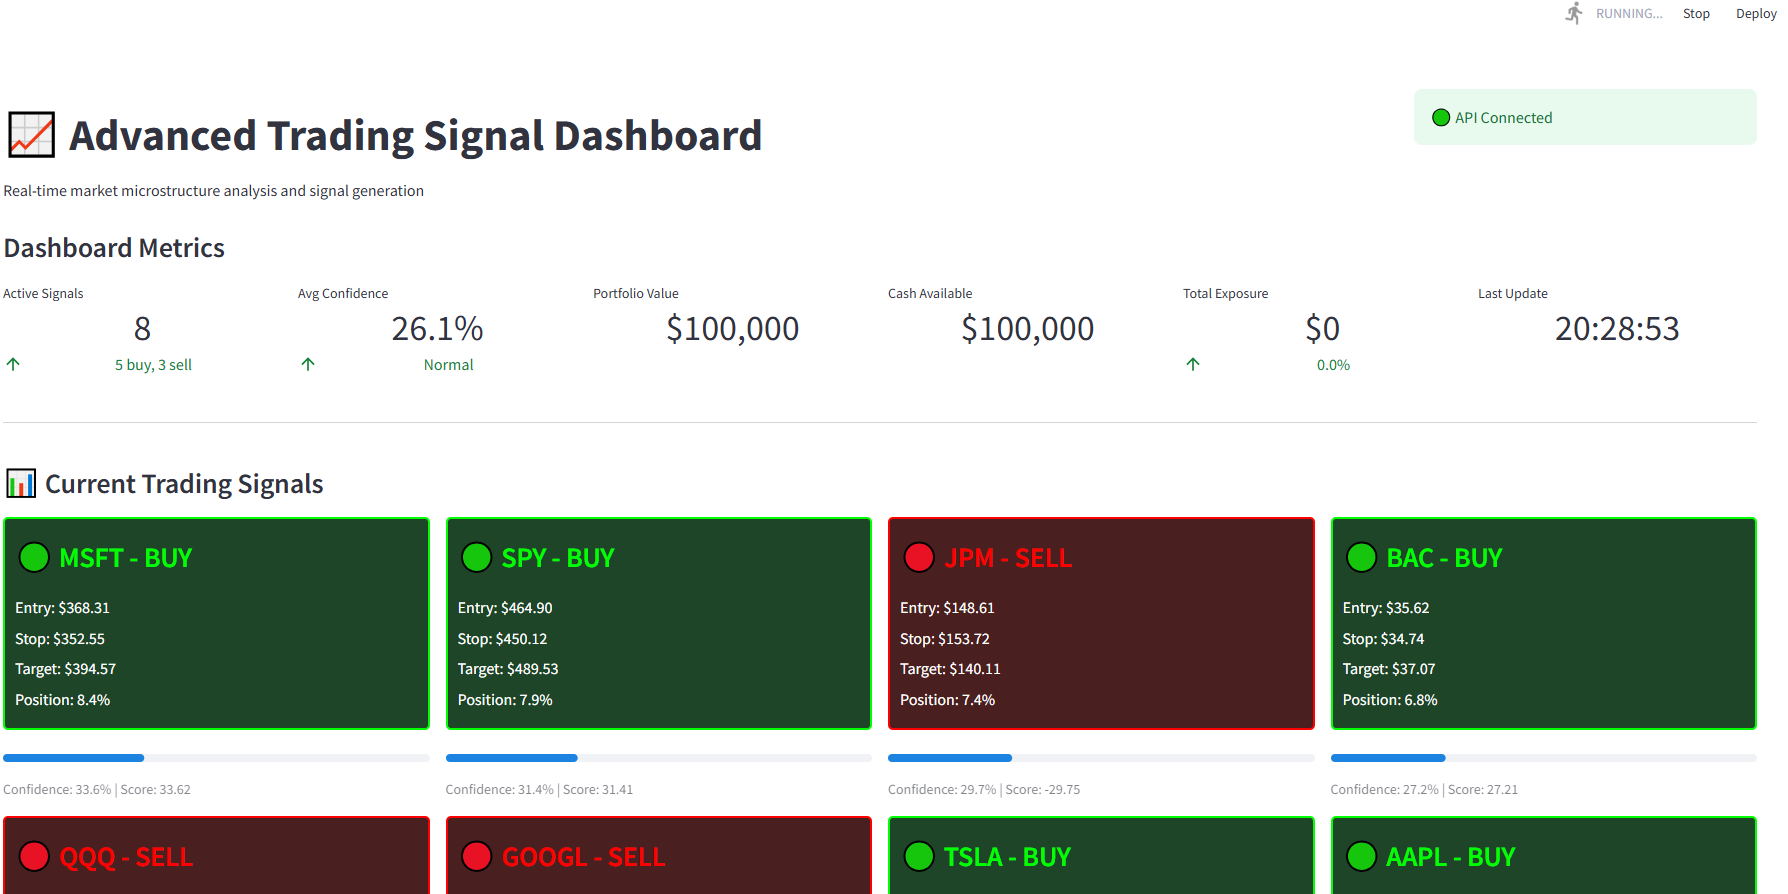 RUNNING... Stop Deploy
API Connected
Advanced Trading Signal Dashboard
Real-time market microstructure analysis and signal generation
Dashboard Metrics
Active Signals
8
5 buy, 3 sell
Avg Confidence
26.1%
Normal
Portfolio Value
$100,000
Cash Available
$100,000
Total Exposure
$0
0.0%
Last Update
20:28:53
Current Trading Signals
MSFT - BUY
Entry: $368.31
Stop: $352.55
Target: $394.57
Position: 8.4%
Confidence: 33.6% | Score: 33.62
SPY - BUY
Entry: $464.90
Stop: $450.12
Target: $489.53
Position: 7.9%
Confidence: 31.4% | Score: 31.41
JPM - SELL
Entry: $148.61
Stop: $153.72
Target: $140.11
Position: 7.4%
Confidence: 29.7% | Score: -29.75
BAC - BUY
Entry: $35.62
Stop: $34.74
Target: $37.07
Position: 6.8%
Confidence: 27.2% | Score: 27.21
QQQ - SELL
GOOGL - SELL
TSLA - BUY
AAPL - BUY